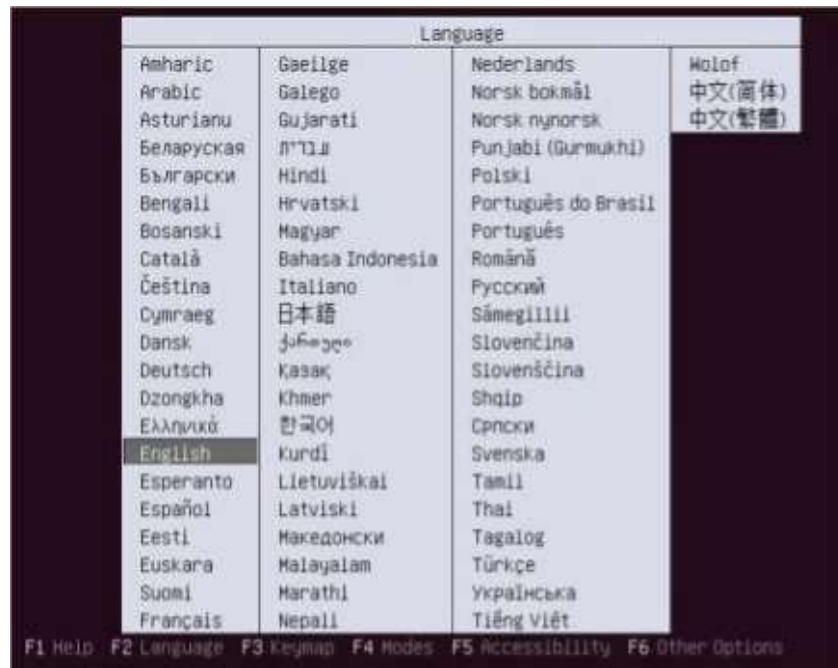 Language
Amharic
Arabic
Asturianu
Беларуская
Български
Bengali
Bosanski
Català
Čeština
Cymraeg
Dansk
Deutsch
Dzongkha
Ελληνικά
English
Esperanto
Español
Eesti
Euskara
Suomi
Français
Gaeilge
Galego
Gujarati
עברית
Hindi
Hrvatski
Magyar
Bahasa Indonesia
Italiano
日本語
ქართული
Қазақ
Khmer
한국어
Kurdî
Lietuviškai
Latviski
Македонски
Malayalam
Marathi
Nepali
Nederlands
Norsk bokmål
Norsk nynorsk
Punjabi (Gurmukhi)
Polski
Português do Brasil
Português
Română
Русский
Sámegillii
Slovenčina
Slovenščina
Shqip
Српски
Svenska
Tamil
Thai
Tagalog
Türkçe
Українська
Tiếng Việt
Wolof
中文(简体)
中文(繁體)
F1 Help F2 Language F3 Keymap F4 Modes F5 Accessibility F6 Other Options